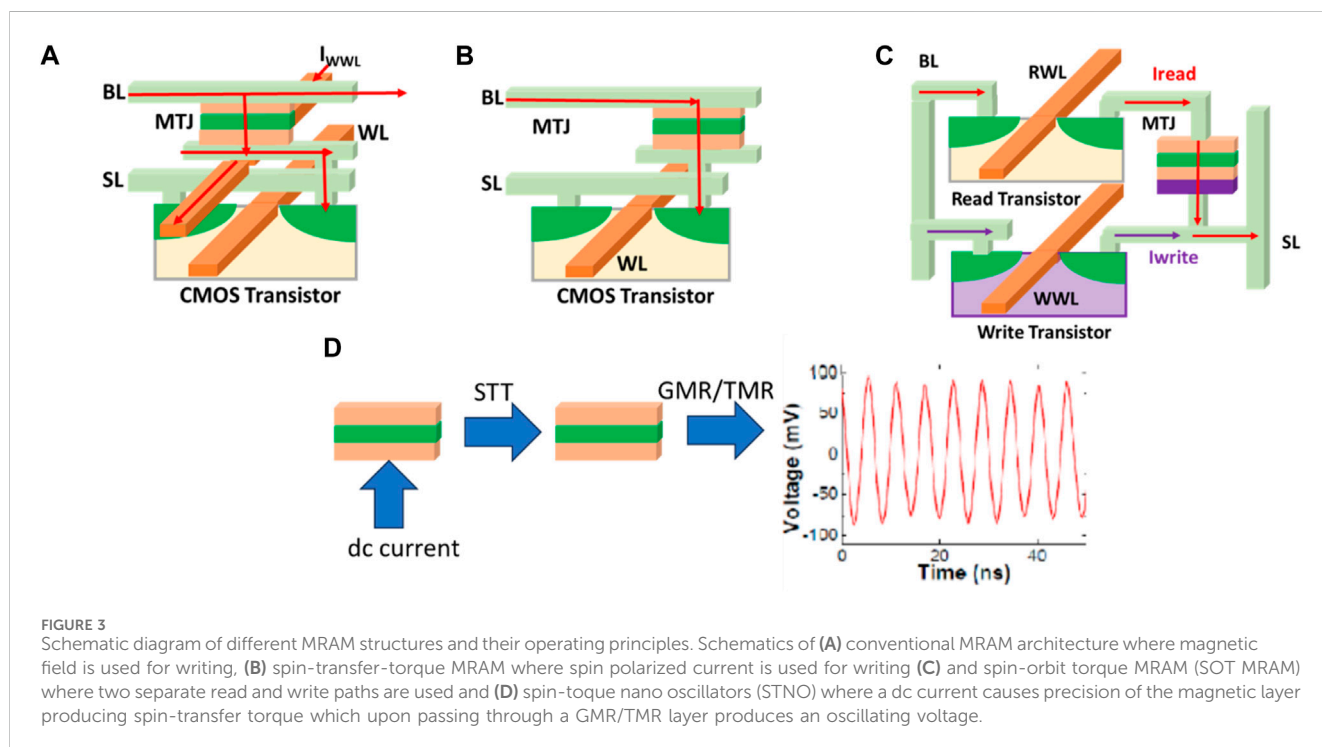 A
I_WWL
BL
MTJ
WL
SL
CMOS Transistor
B
BL
MTJ
SL
WL
CMOS Transistor
C
BL
RWL
Iread
MTJ
Read Transistor
SL
Iwrite
WWL
Write Transistor
D
STT
GMR/TMR
dc current
Voltage (mV)
100
50
0
-50
-100
0
20
40
Time (ns)
FIGURE 3
Schematic diagram of different MRAM structures and their operating principles. Schematics of (A) conventional MRAM architecture where magnetic
field is used for writing, (B) spin-transfer-torque MRAM where spin polarized current is used for writing (C) and spin-orbit torque MRAM (SOT MRAM)
where two separate read and write paths are used and (D) spin-toque nano oscillators (STNO) where a dc current causes precision of the magnetic layer
producing spin-transfer torque which upon passing through a GMR/TMR layer produces an oscillating voltage.